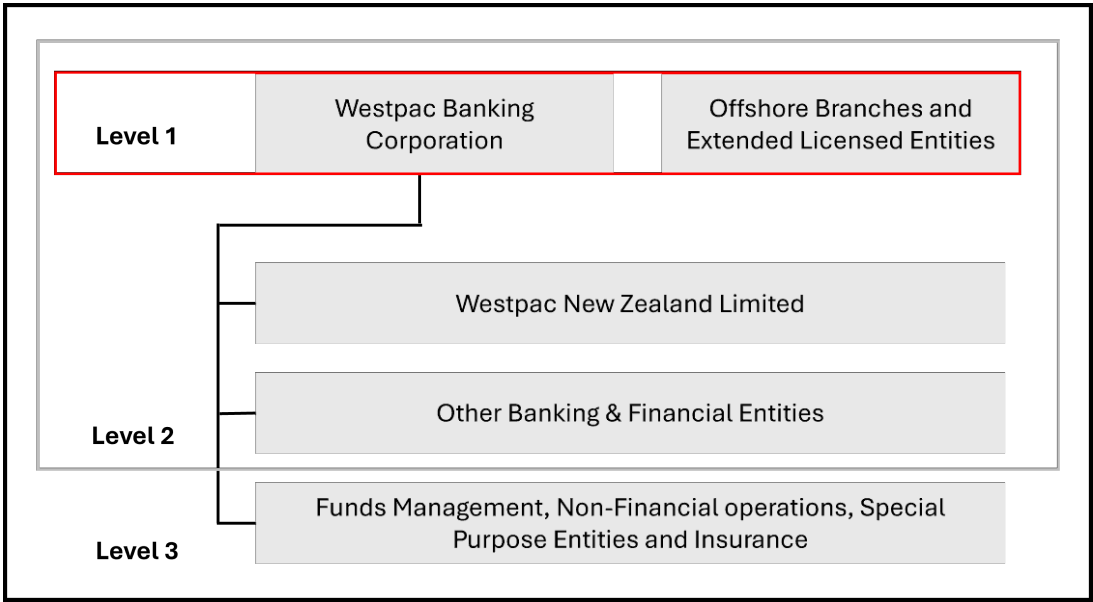 Level 1
Westpac Banking
Corporation
Offshore Branches and
Extended Licensed Entities
Westpac New Zealand Limited
Other Banking & Financial Entities
Level 2
Funds Management, Non-Financial operations, Special
Purpose Entities and Insurance
Level 3